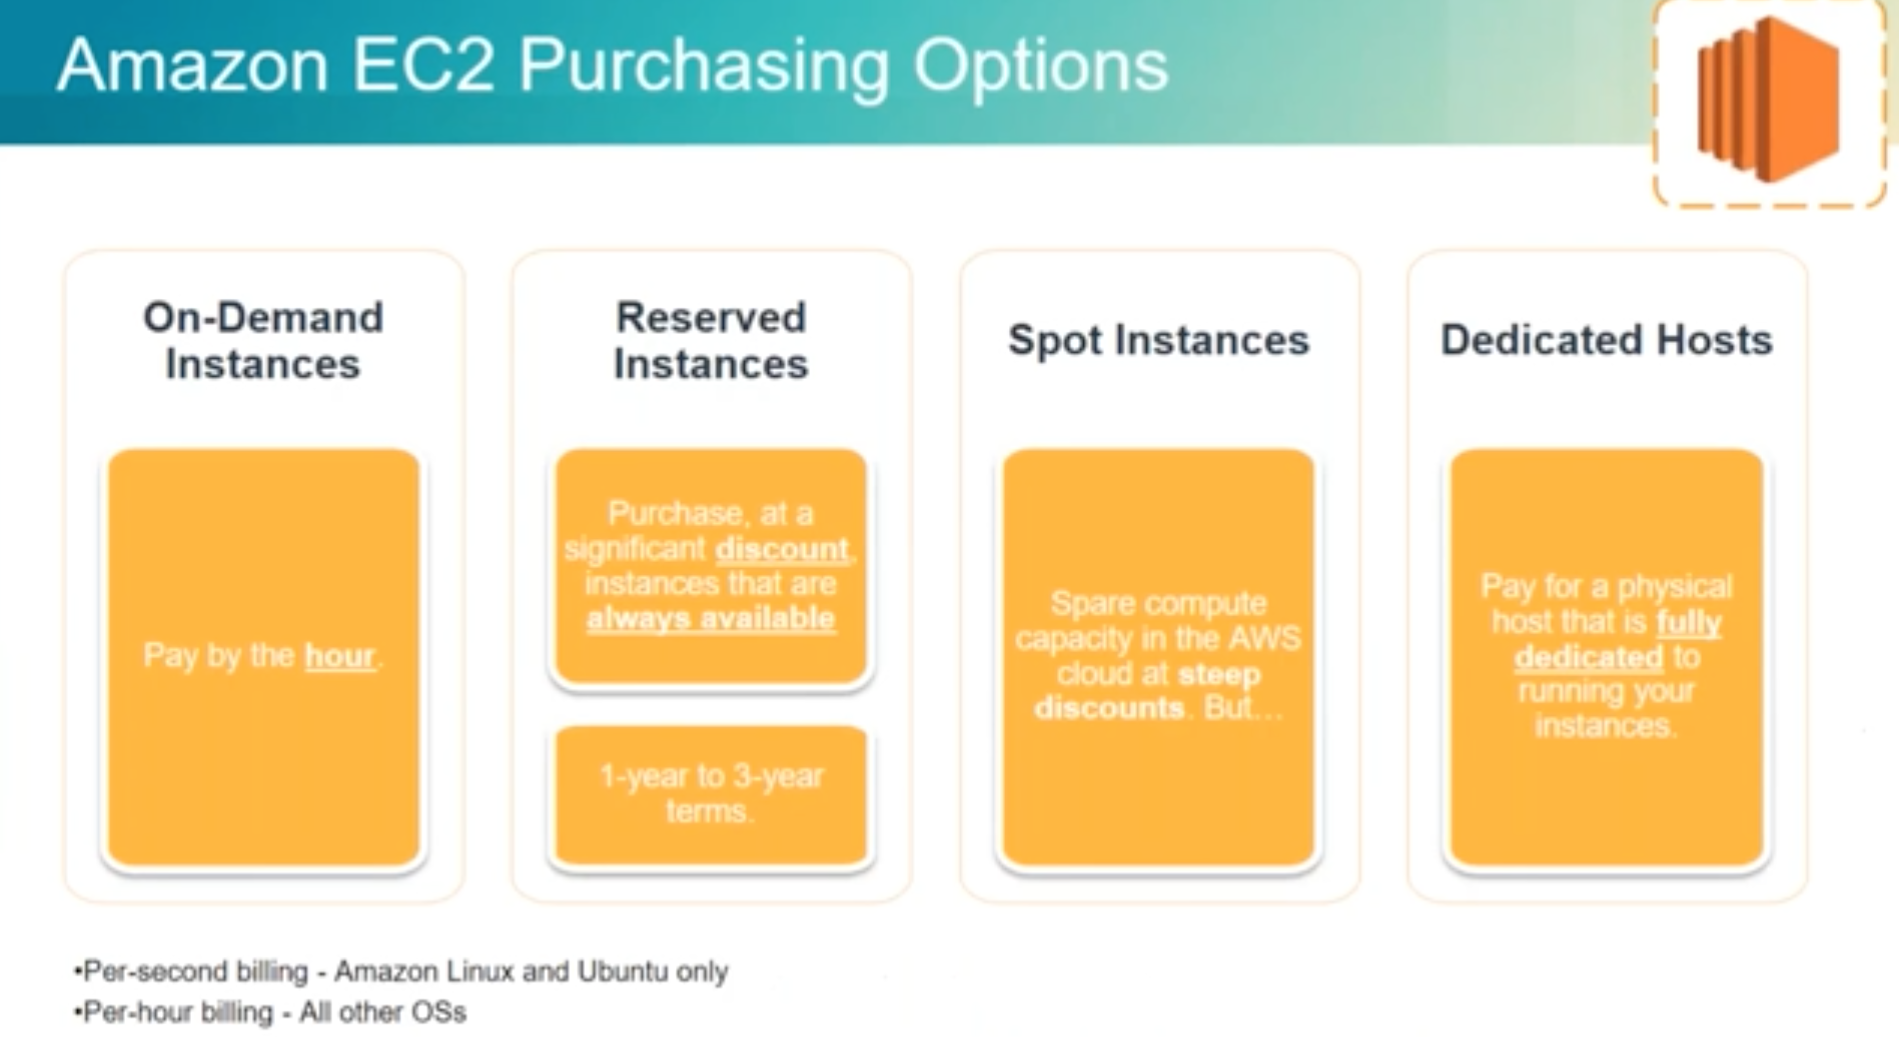 Amazon EC2 Purchasing Options
On-Demand
Instances
Pay by the hour.
Reserved
Instances
Purchase, at a
significant discount,
instances that are
always available
1-year to 3-year
terms.
Spot Instances
Spare compute
capacity in the AWS
cloud at steep
discounts. But...
Dedicated Hosts
Pay for a physical
host that is fully
dedicated to
running your
instances.
•Per-second billing - Amazon Linux and Ubuntu only
•Per-hour billing - All other OSs